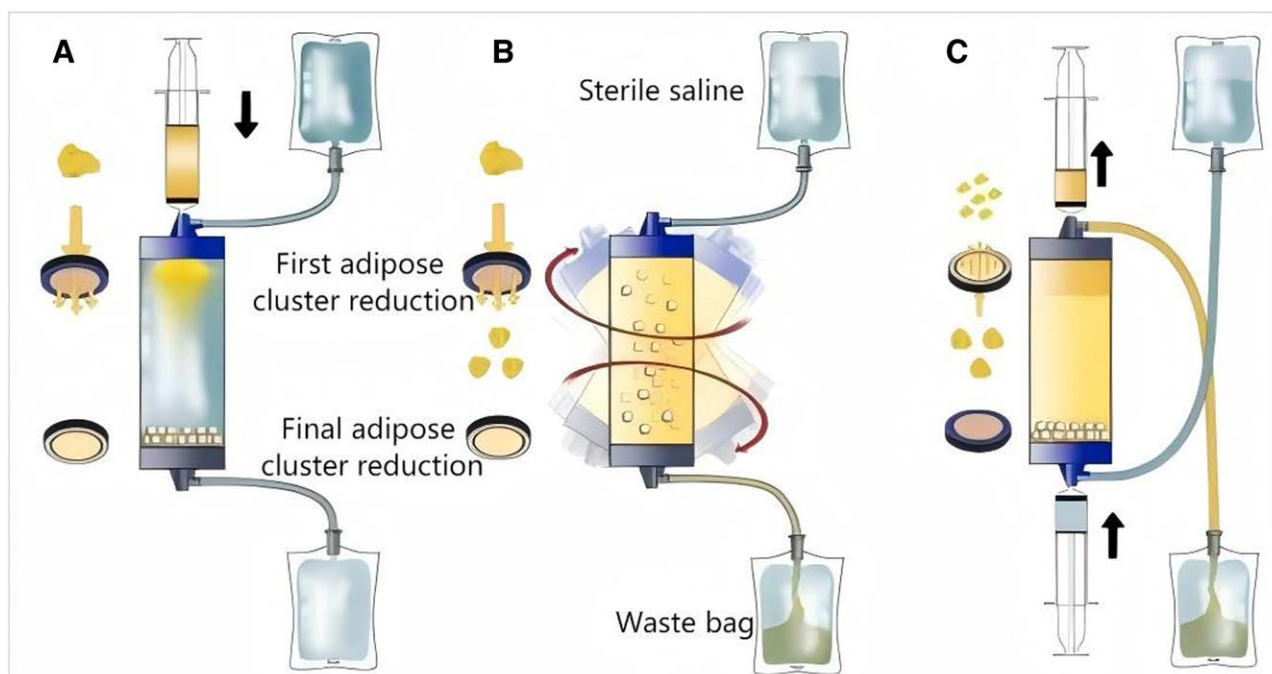 A
B
C
Sterile saline
First adipose
cluster reduction
Final adipose
cluster reduction
Waste bag